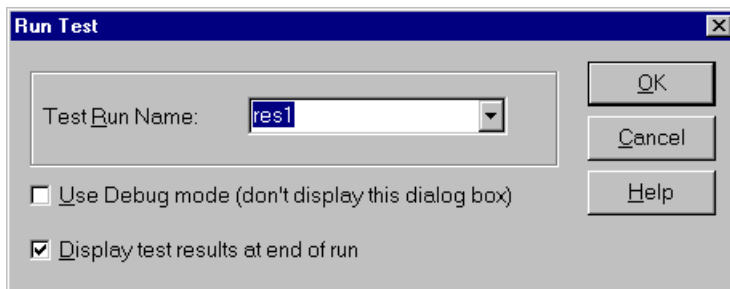 Run Test
Test Run Name:
res1
OK
Cancel
Help
Use Debug mode (don't display this dialog box)
Display test results at end of run